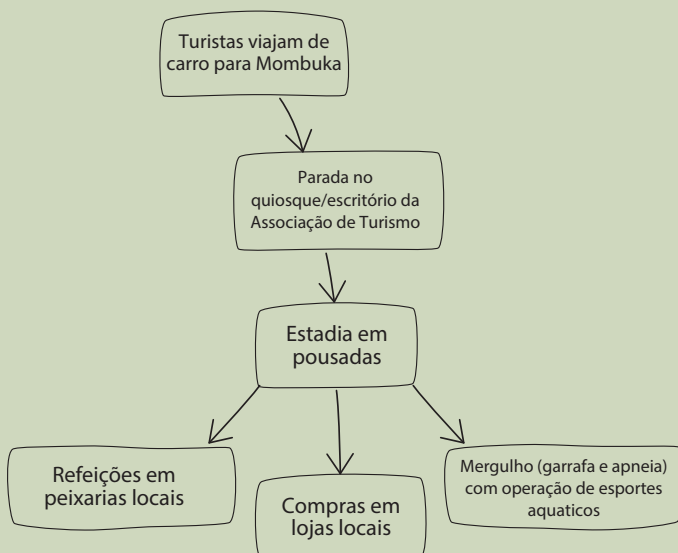 Turistas viajam de
carro para Mombuka
Parada no
quiosque/escritório da
Associação de Turismo
Estadia em
pousadas
Refeições em
peixarias locais
Compras em
lojas locais
Mergulho (garrafa e apneia)
com operação de esportes
aquaticos